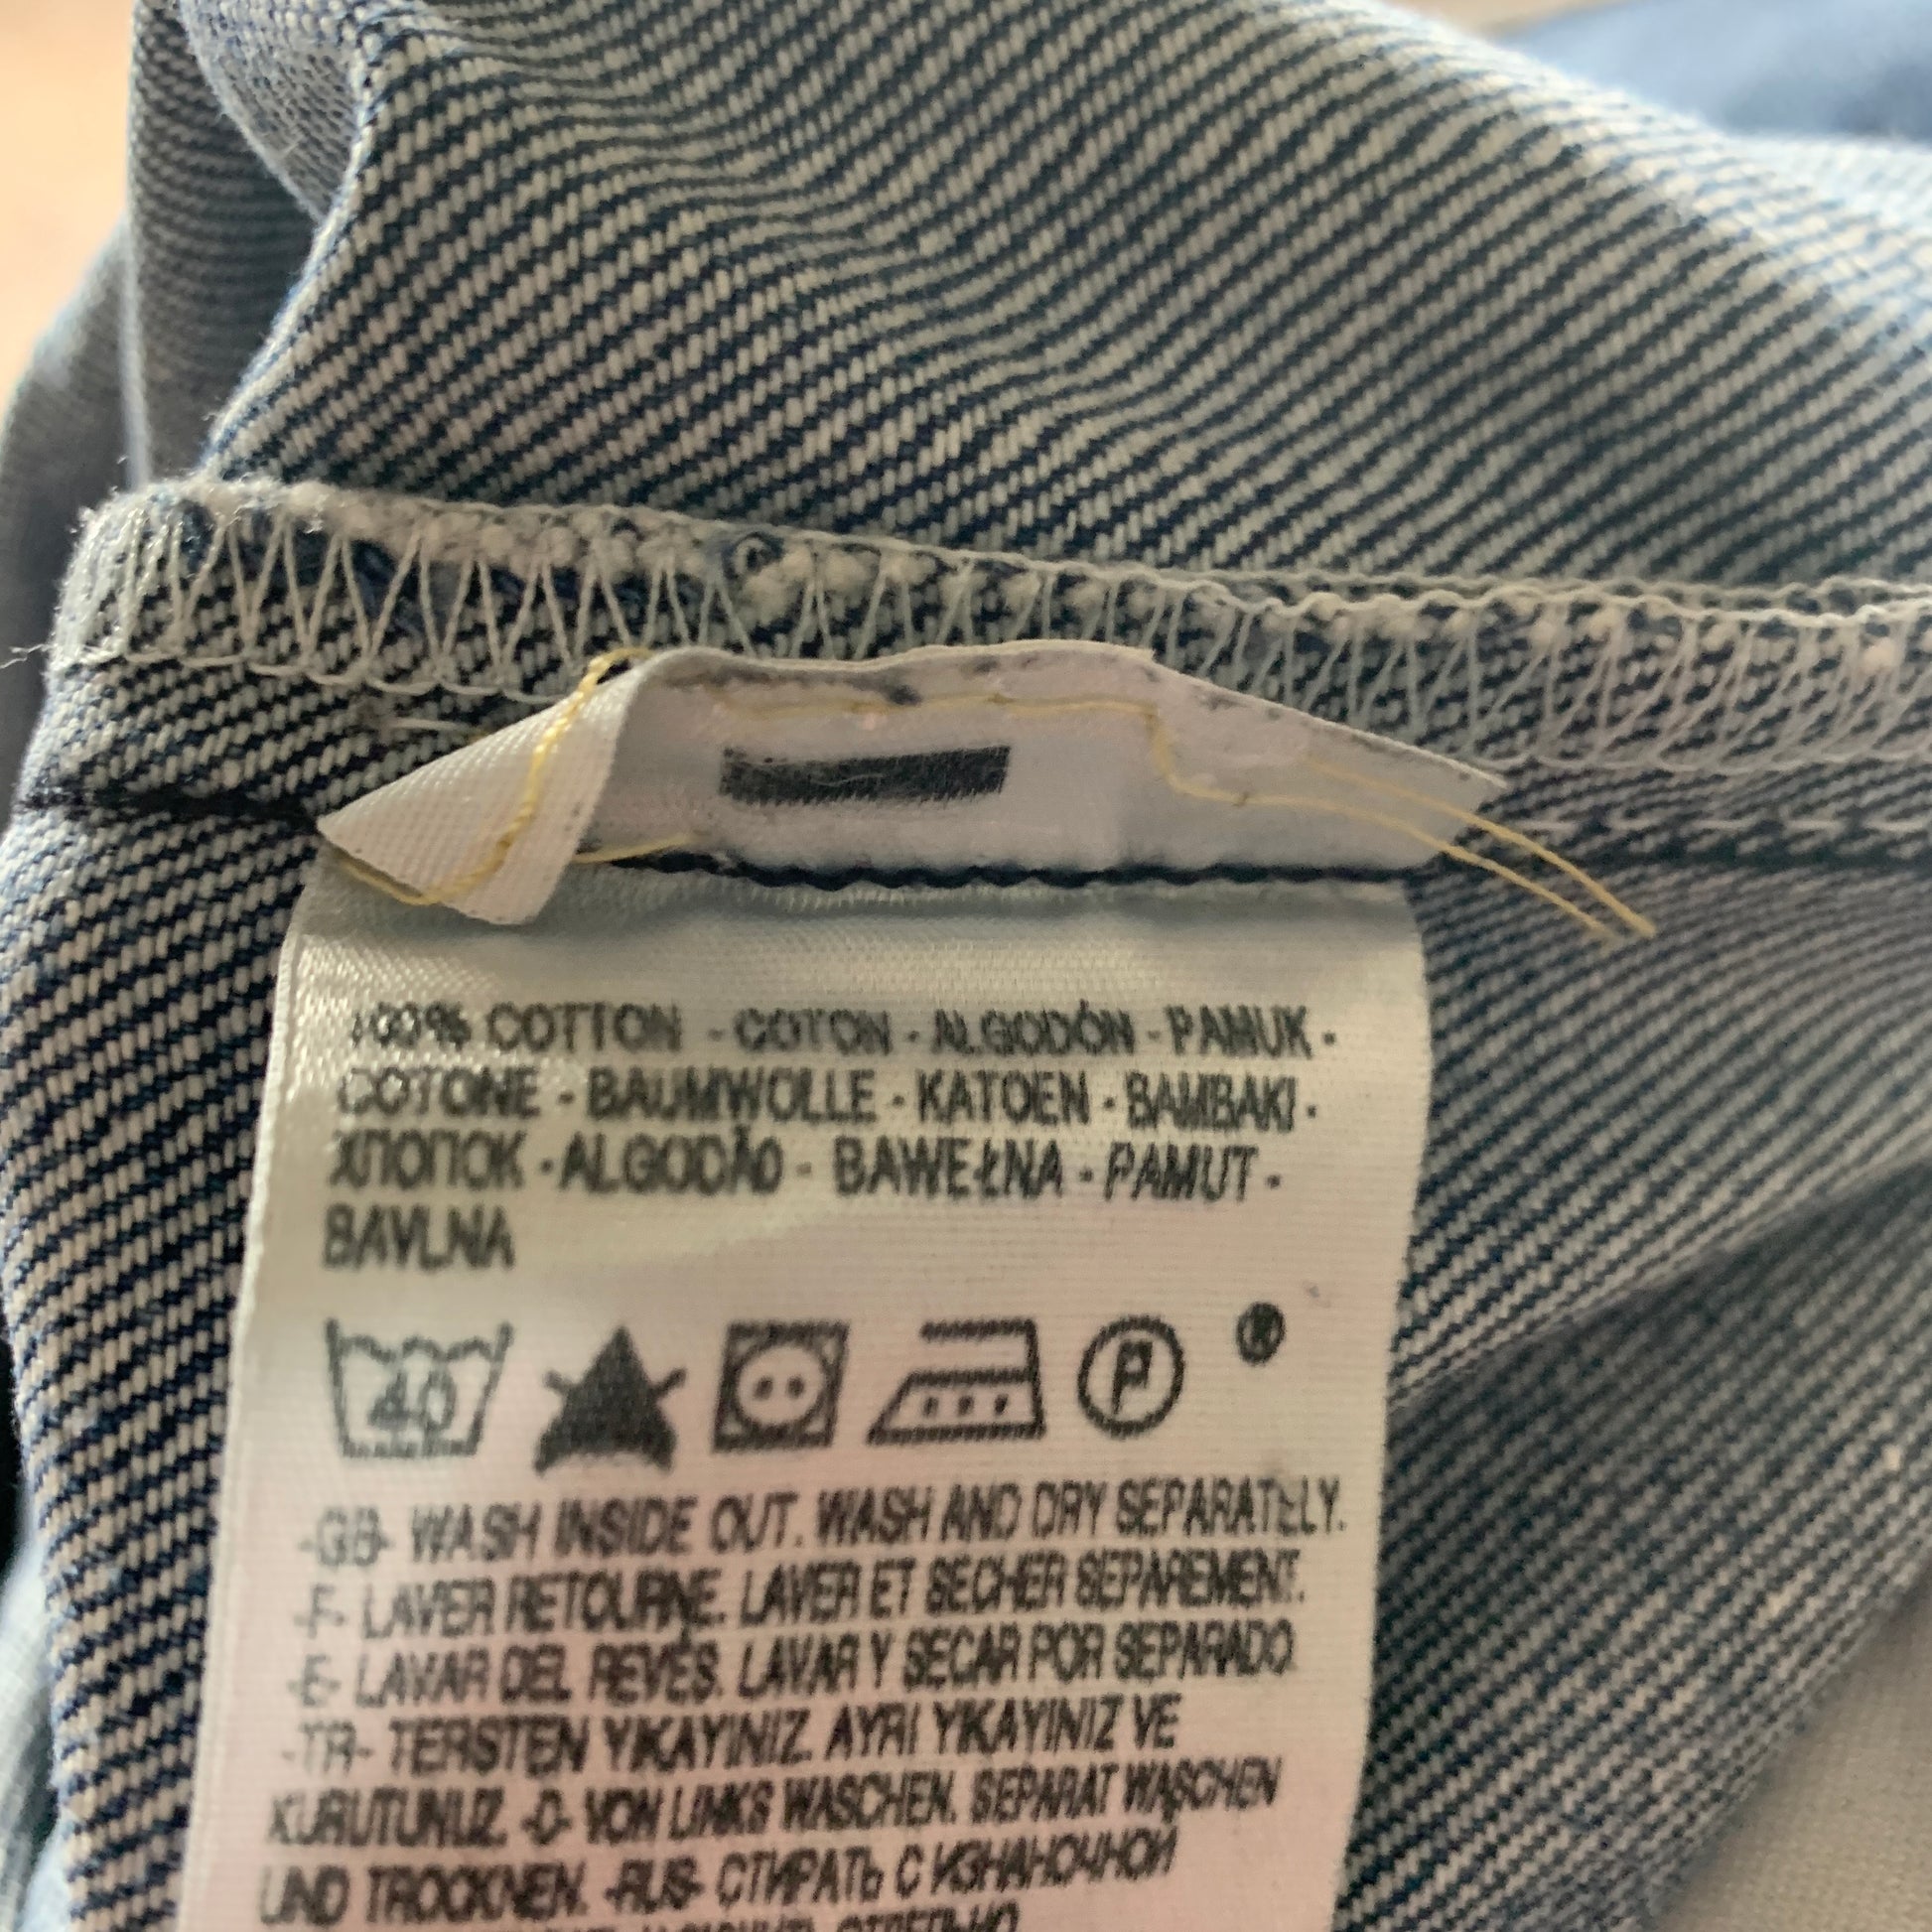 100% COTTON - COTON - ALGODÓN - PAMUK -
COTONE - BAUMWOLLE - KATOEN - BAMBAKI -
ХЛОПОК - ALGODÃO - BAWEŁNA - PAMUT -
BAVLNA
40 P ®
-GB- WASH INSIDE OUT. WASH AND DRY SEPARATELY.
-F- LAVER RETOURNE. LAVER ET SECHER SEPAREMENT.
-E- LAVAR DEL REVÉS. LAVAR Y SECAR POR SEPARADO.
-TR- TERSTEN YIKAYINIZ. AYRI YIKAYINIZ VE
KURUTUNUZ. -D- VON LINKS WASCHEN. SEPARAT WASCHEN
UND TROCKNEN. -RUS- СТИРАТЬ С ИЗНАНОЧНОЙ